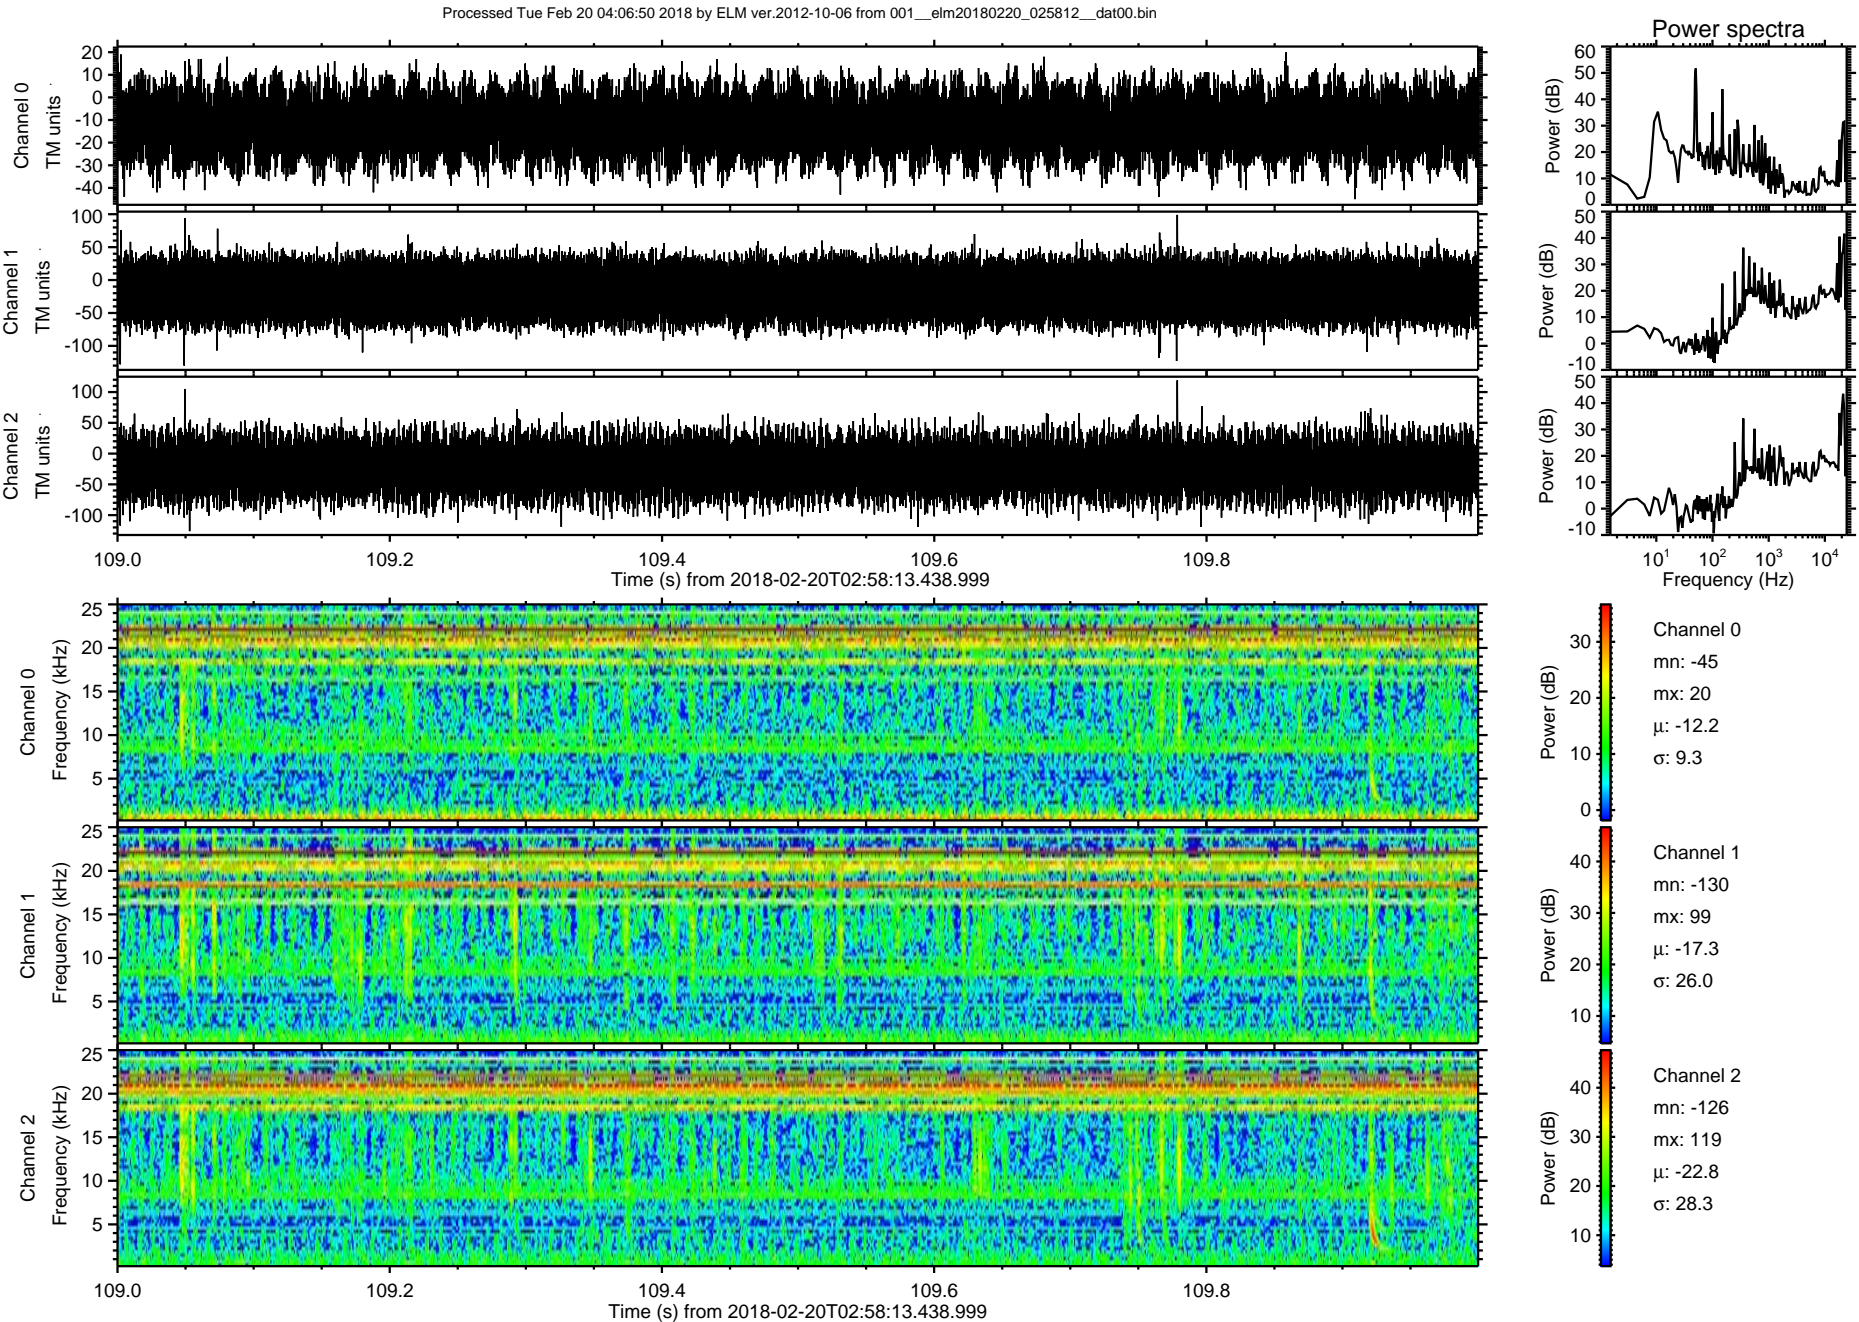 Processed Tue Feb 20 04:06:50 2018 by ELM ver.2012-10-06 from 001__elm20180220_025812__dat00.bin
Power spectra
Channel 0
TM units
20
10
0
-10
-20
-30
-40
Power (dB)
60
50
40
30
20
10
0
Channel 1
TM units
100
50
0
-50
-100
Power (dB)
50
40
30
20
10
0
-10
Channel 2
TM units
100
50
0
-50
-100
Power (dB)
50
40
30
20
10
0
-10
109.0 109.2 109.4 109.6 109.8
Time (s) from 2018-02-20T02:58:13.438.999
10^1 10^2 10^3 10^4
Frequency (Hz)
Channel 0
Frequency (kHz)
25
20
15
10
5
Power (dB)
30
20
10
0
Channel 0
mn: -45
mx: 20
μ: -12.2
σ: 9.3
Channel 1
Frequency (kHz)
25
20
15
10
5
Power (dB)
40
30
20
10
Channel 1
mn: -130
mx: 99
μ: -17.3
σ: 26.0
Channel 2
Frequency (kHz)
25
20
15
10
5
Power (dB)
40
30
20
10
Channel 2
mn: -126
mx: 119
μ: -22.8
σ: 28.3
109.0 109.2 109.4 109.6 109.8
Time (s) from 2018-02-20T02:58:13.438.999